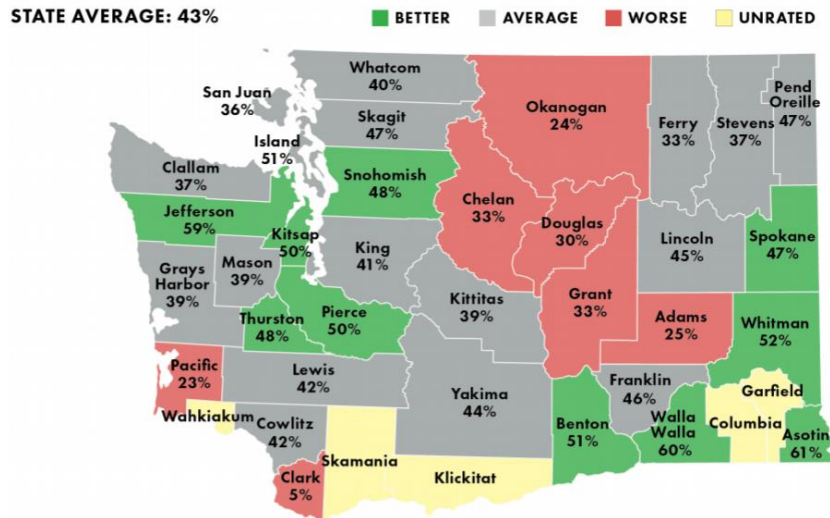 STATE AVERAGE: 43%
BETTER
AVERAGE
WORSE
UNRATED
Whatcom
40%
San Juan
36%
Skagit
47%
Island
51%
Okanogan
24%
Ferry
33%
Stevens
37%
Pend
Oreille
47%
Clallam
37%
Snohomish
48%
Chelan
33%
Jefferson
59%
Kitsap
50%
King
41%
Douglas
30%
Lincoln
45%
Spokane
47%
Grays
Harbor
39%
Mason
39%
Kittitas
39%
Grant
33%
Adams
25%
Whitman
52%
Thurston
48%
Pierce
50%
Pacific
23%
Lewis
42%
Yakima
44%
Franklin
46%
Garfield
Wahkiakum
Cowlitz
42%
Benton
51%
Walla
Walla
60%
Columbia
Asotin
61%
Skamania
Klickitat
Clark
5%